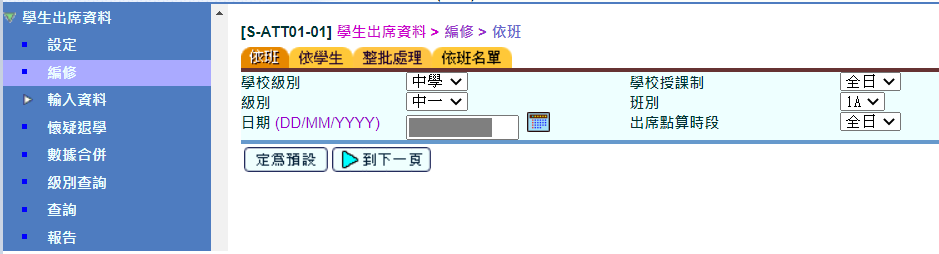 學生出席資料
設定
編修
輸入資料
懷疑退學
數據合併
級別查詢
查詢
報告
[S-ATT01-01] 學生出席資料 > 編修 > 依班
依班 依學生 整批處理 依班名單
學校級別 中學 學校授課制 全日
級別 中一 班別 1A
日期 (DD/MM/YYYY) 出席點算時段 全日
定為預設 到下一頁